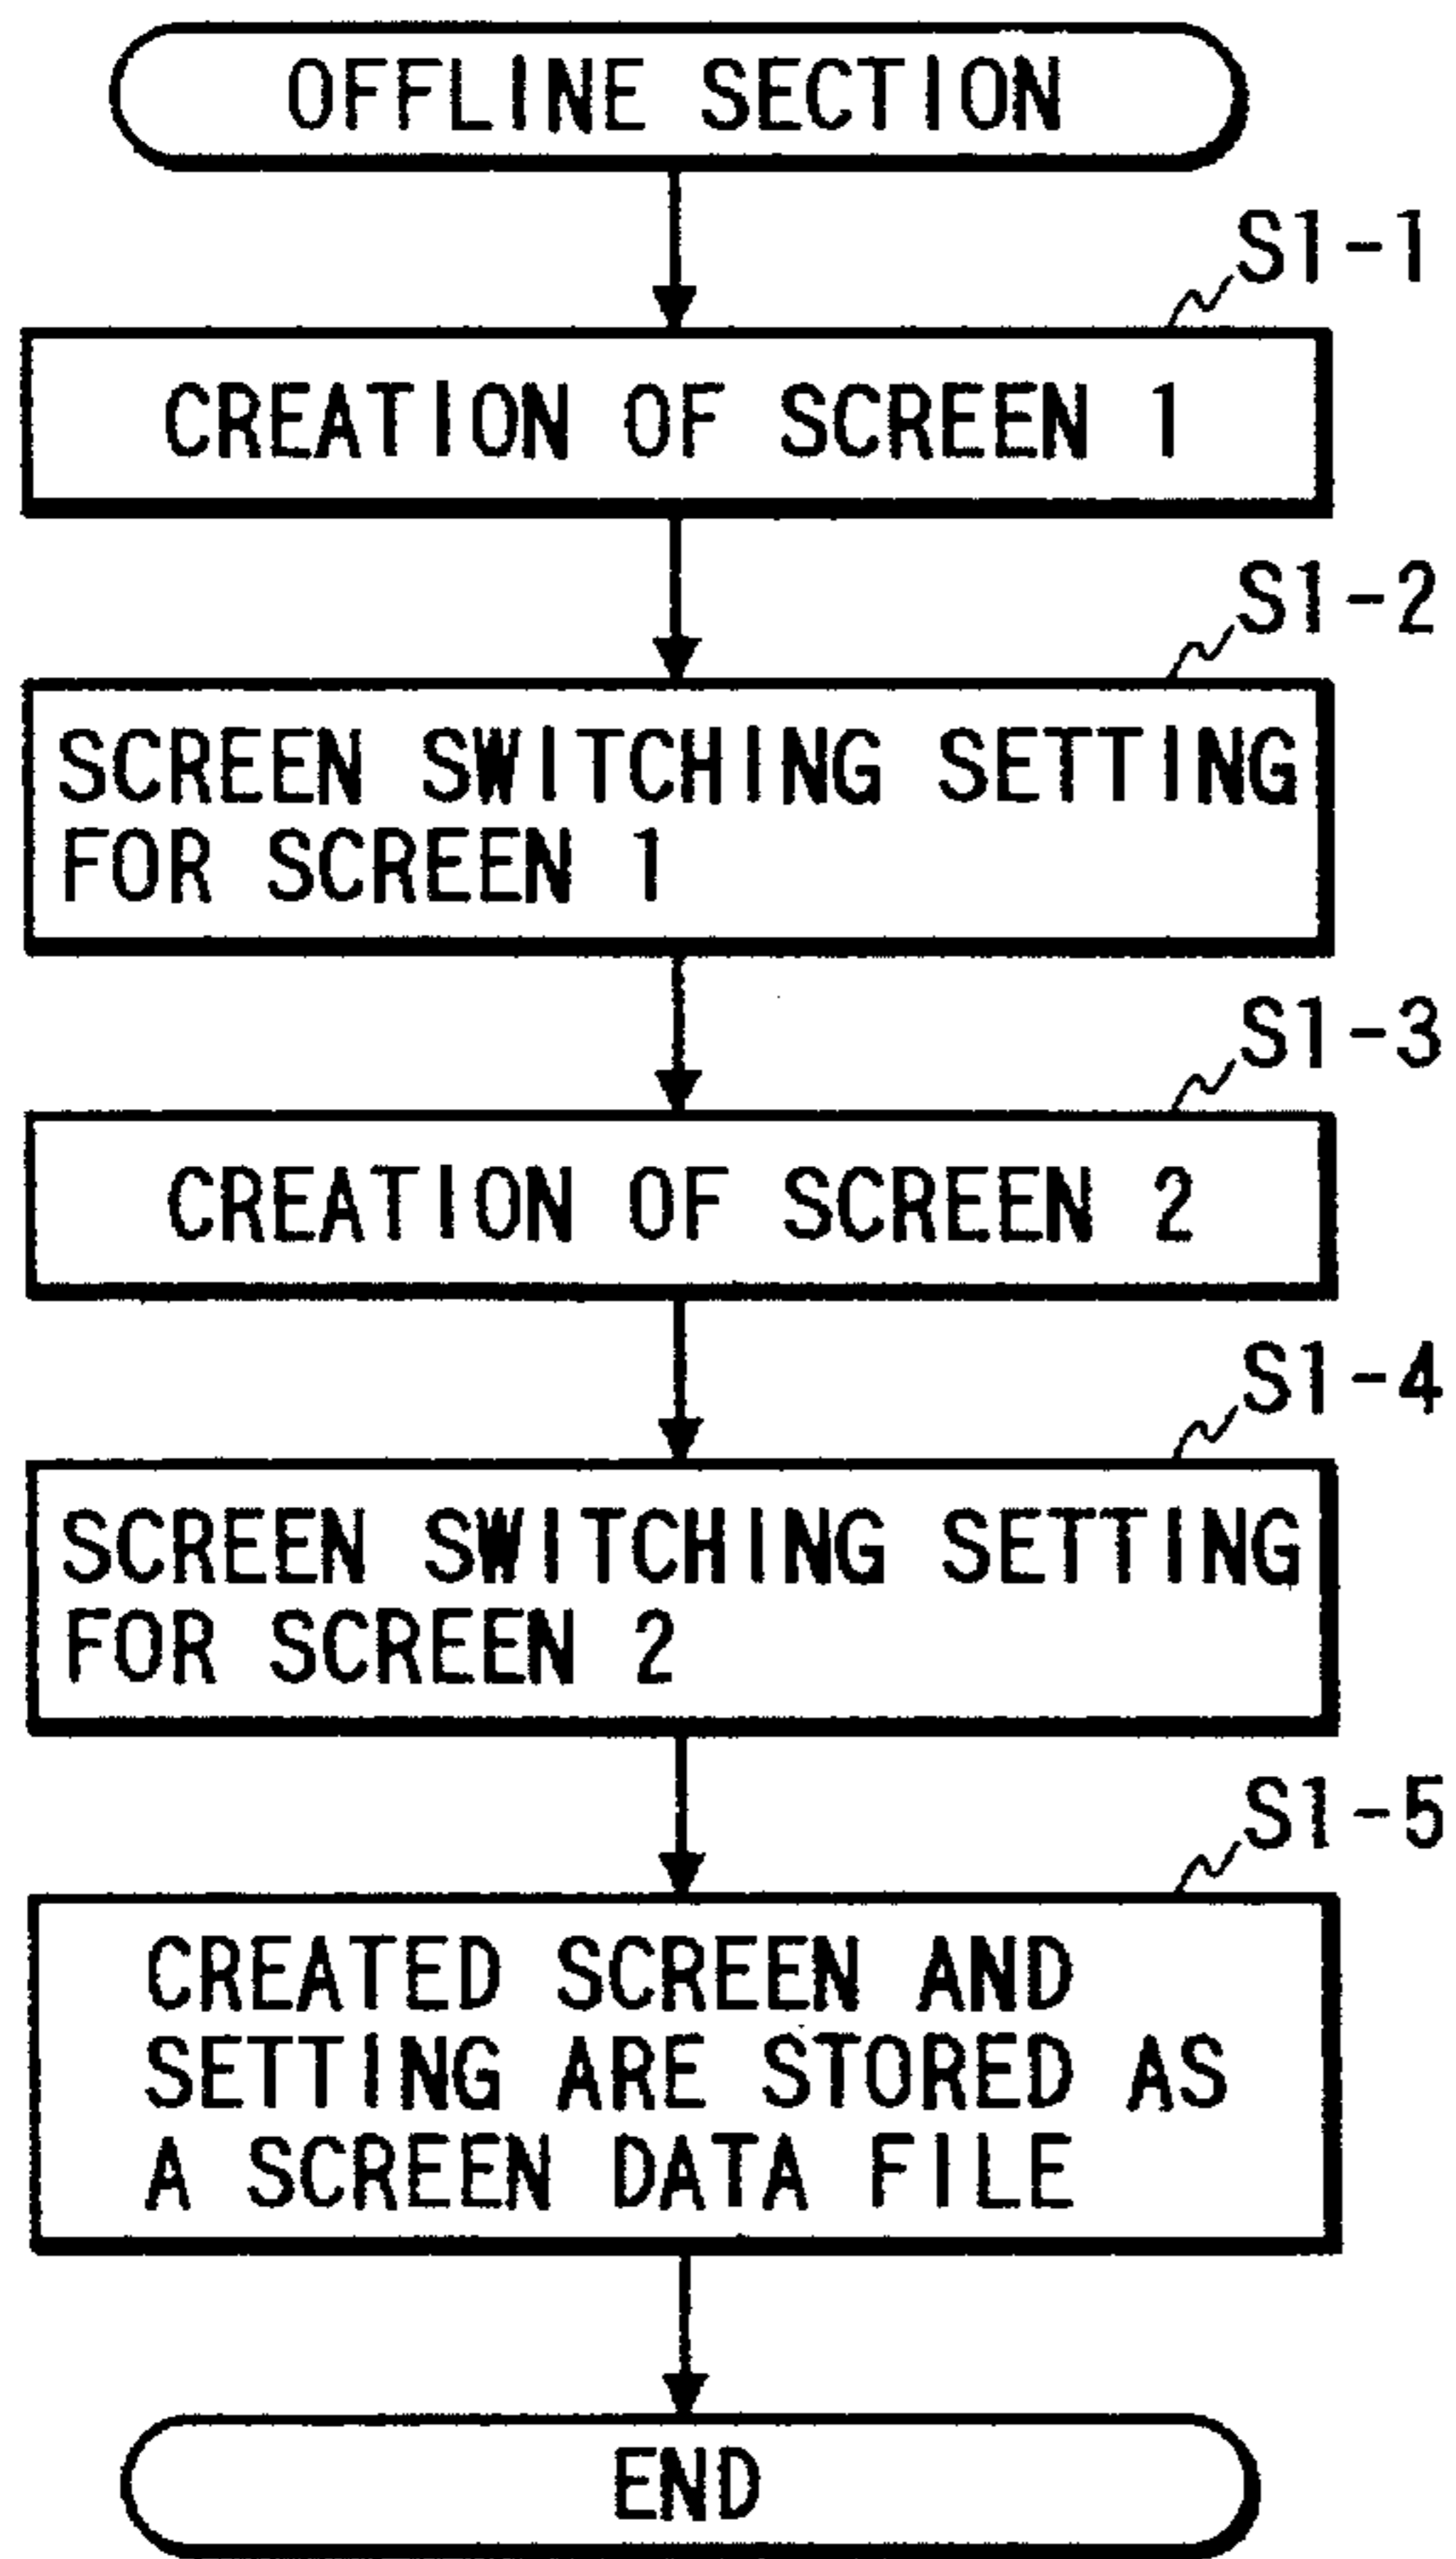 OFFLINE SECTION
S1-1
CREATION OF SCREEN 1
S1-2
SCREEN SWITCHING SETTING
FOR SCREEN 1
S1-3
CREATION OF SCREEN 2
S1-4
SCREEN SWITCHING SETTING
FOR SCREEN 2
S1-5
CREATED SCREEN AND
SETTING ARE STORED AS
A SCREEN DATA FILE
END